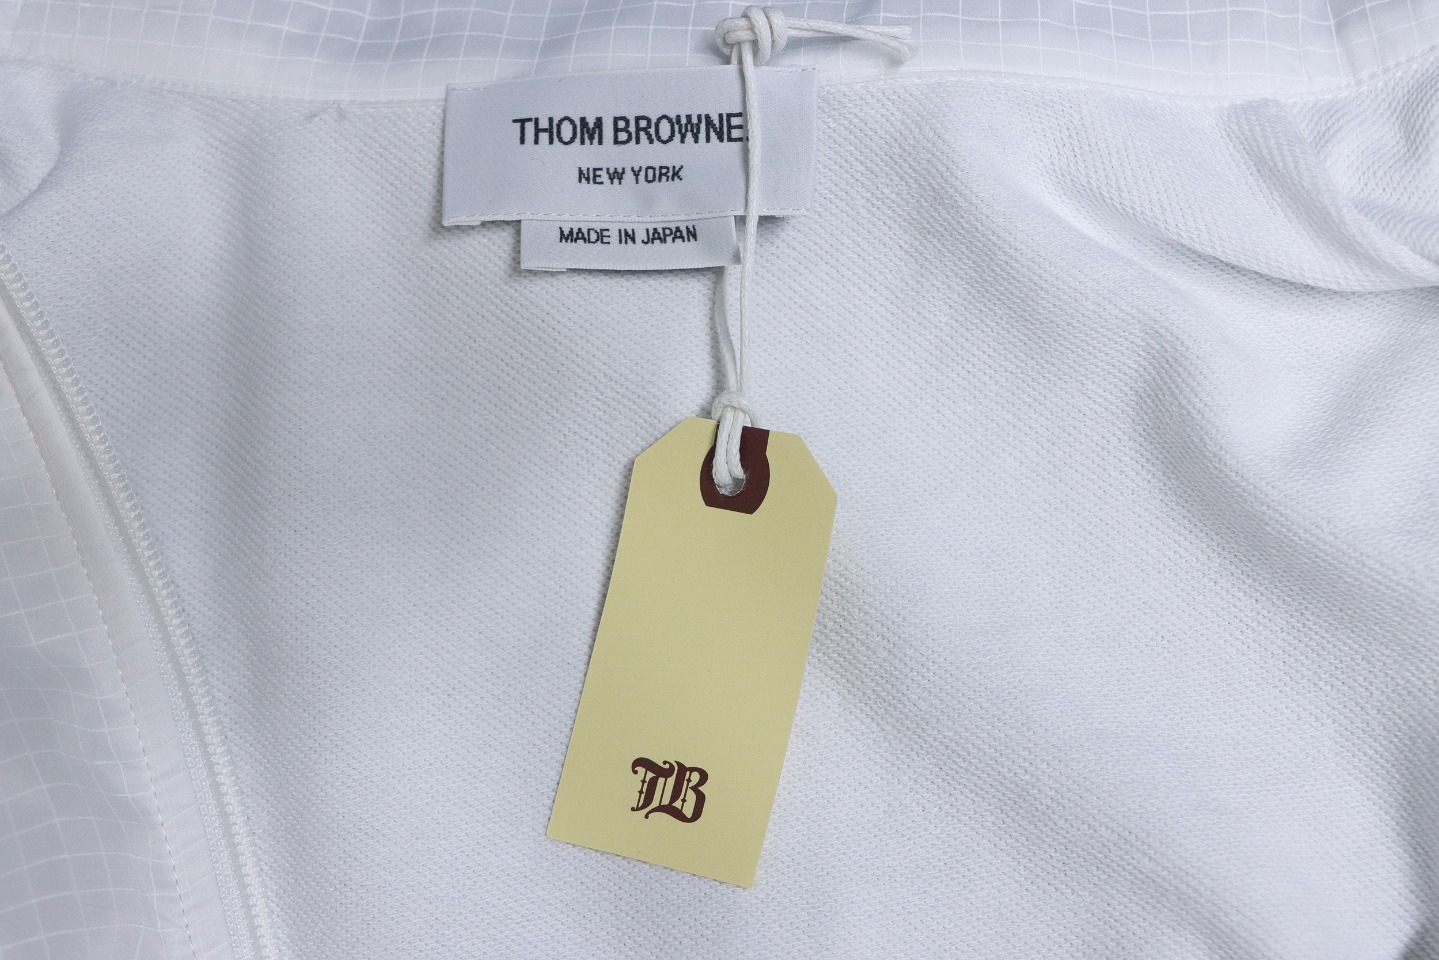 THOM BROWNE.
NEW YORK
MADE IN JAPAN
TB